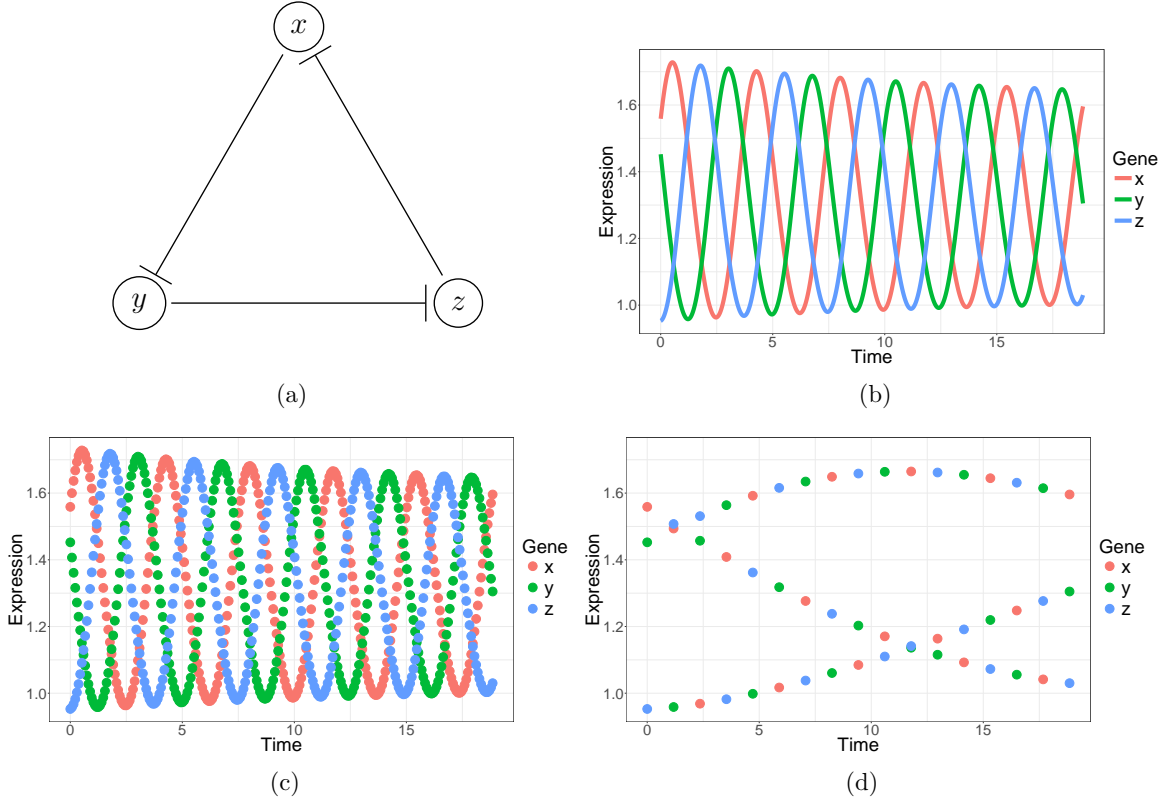 x
y
z
(a)
Expression
1.6
1.4
1.2
1.0
0
5
10
15
Time
Gene
x
y
z
(b)
Expression
1.6
1.4
1.2
1.0
0
5
10
15
Time
Gene
x
y
z
(c)
Expression
1.6
1.4
1.2
1.0
0
5
10
15
Time
Gene
x
y
z
(d)